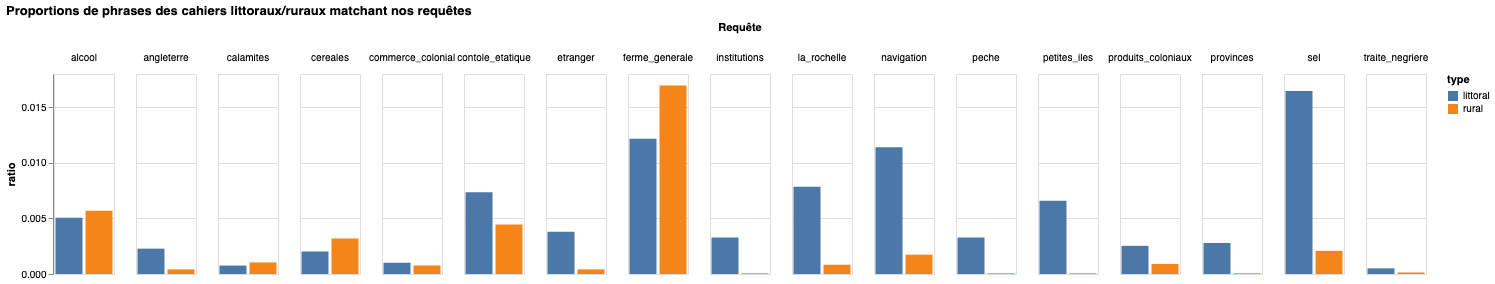 Proportions de phrases des cahiers littoraux/ruraux matchant nos requêtes
Requête
alcool angleterre calamites cereales commerce_colonial contole_etatique etranger ferme_generale institutions la_rochelle navigation peche petites_iles produits_coloniaux provinces sel traite_negriere
type
littoral
rural
ratio
0.015
0.010
0.005
0.000